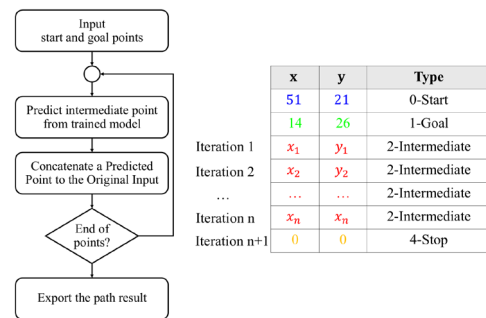 Input
start and goal points
Predict intermediate point
from trained model
Concatenate a Predicted
Point to the Original Input
End of
points?
Export the path result
x y Type
51 21 0-Start
14 26 1-Goal
Iteration 1 x₁ y₁ 2-Intermediate
Iteration 2 x₂ y₂ 2-Intermediate
... ... ... 2-Intermediate
Iteration n xₙ xₙ 2-Intermediate
Iteration n+1 0 0 4-Stop